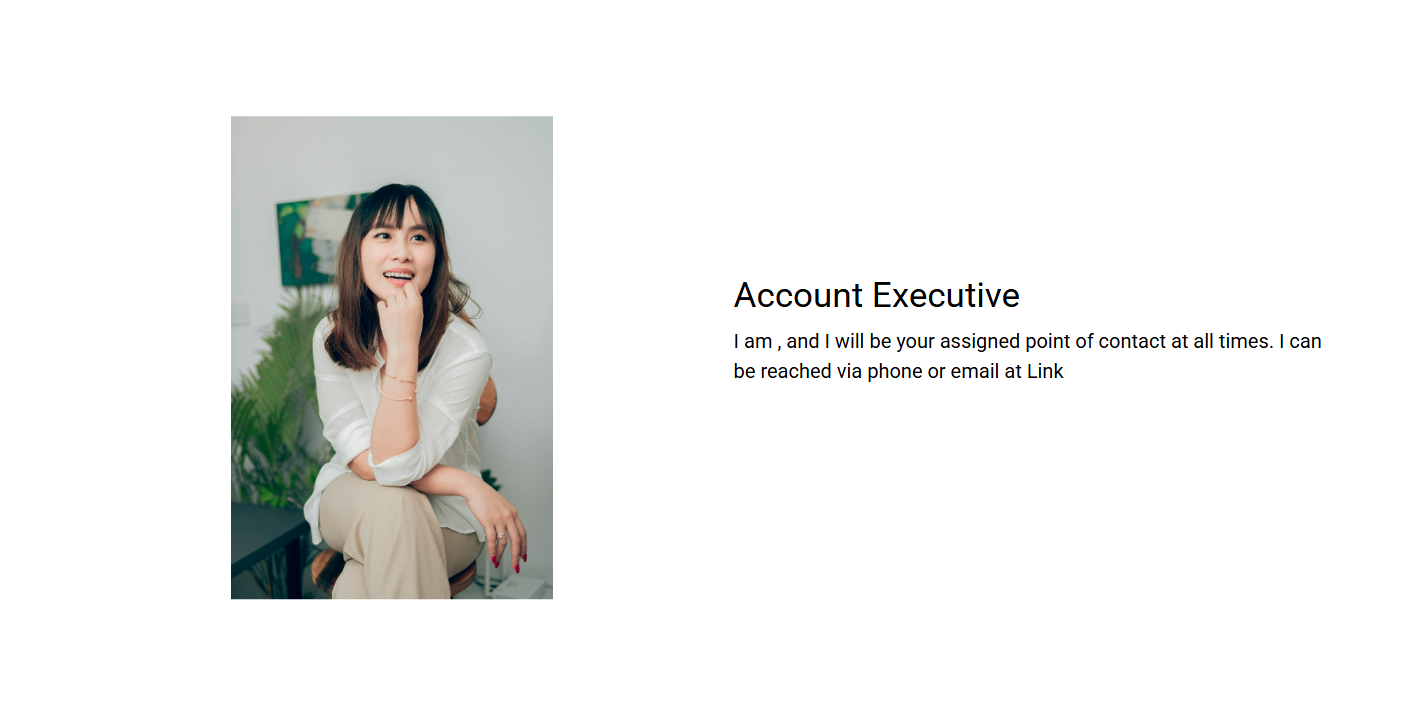 Account Executive
I am , and I will be your assigned point of contact at all times. I can
be reached via phone or email at Link